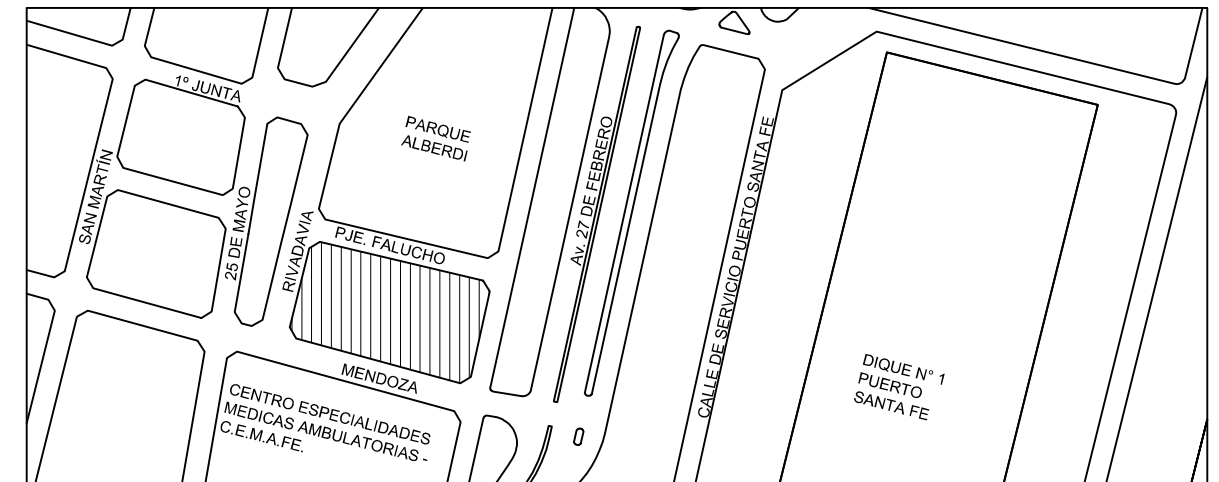 1º JUNTA
PARQUE
ALBERDI
SAN MARTÍN
25 DE MAYO
RIVADAVIA
PJE. FALUCHO
Av. 27 DE FEBRERO
CALLE DE SERVICIO PUERTO SANTA FE
MENDOZA
DIQUE N° 1
PUERTO
SANTA FE
CENTRO ESPECIALIDADES
MEDICAS AMBULATORIAS -
C.E.M.A.FE.